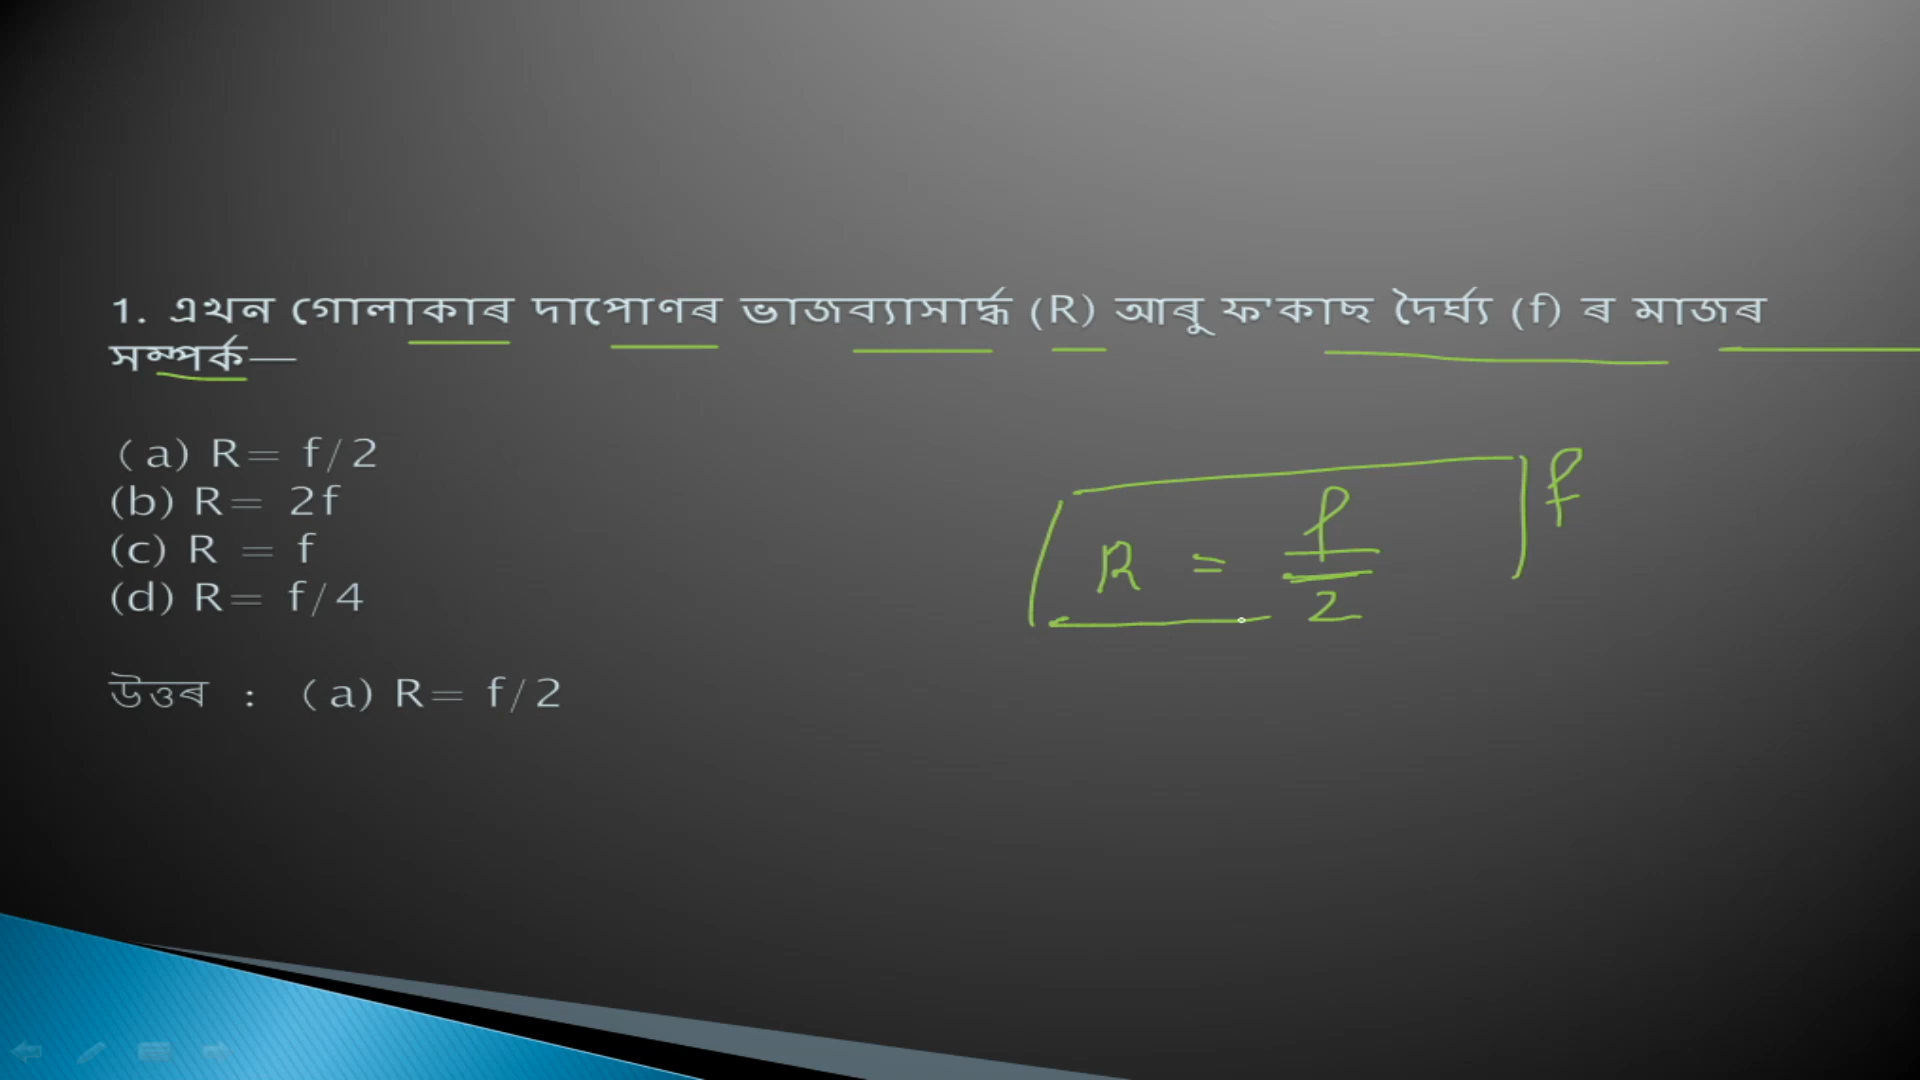 1. এখন গোলাকাৰ দাপোণৰ ভাজব্যাসাৰ্দ্ধ (R) আৰু ফ'কাছ দৈৰ্ঘ্য (f) ৰ মাজৰ
সম্পৰ্ক—
(a) R= f/2
(b) R= 2f
(c) R = f
(d) R= f/4
উত্তৰ : (a) R= f/2
R = f/2
f